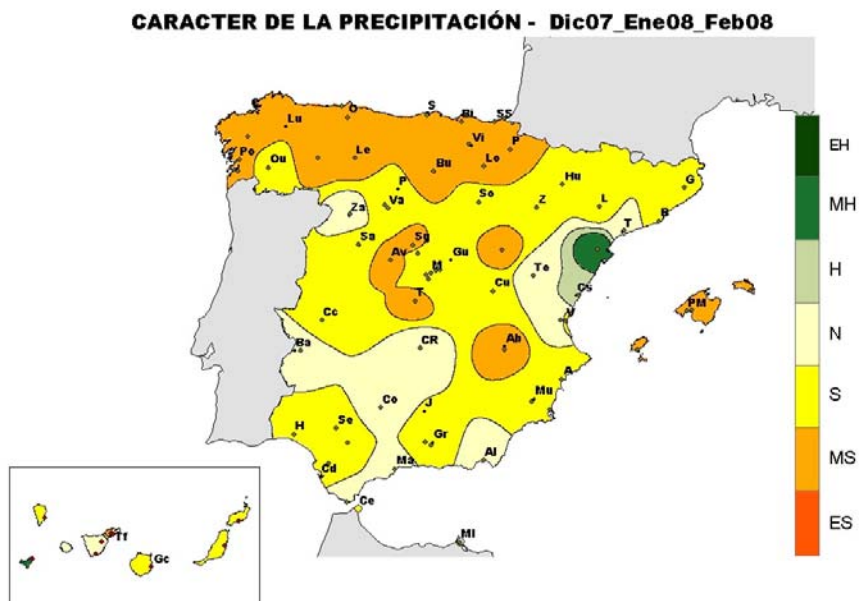 CARACTER DE LA PRECIPITACIÓN - Dic07_Ene08_Feb08
C
Lu
O
S
Bi
SS
Po
Vi
P
Le
Bu
Lo
Ou
P
Hu
G
Za
Va
So
Z
L
B
T
Sa
Sg
Av
M
Gu
Te
T
Cu
Cs
PM
Cc
V
Ba
CR
Ab
A
Co
J
Mu
H
Se
Gr
Al
Cd
Ma
Ce
Ml
Tf
Gc
EH
MH
H
N
S
MS
ES